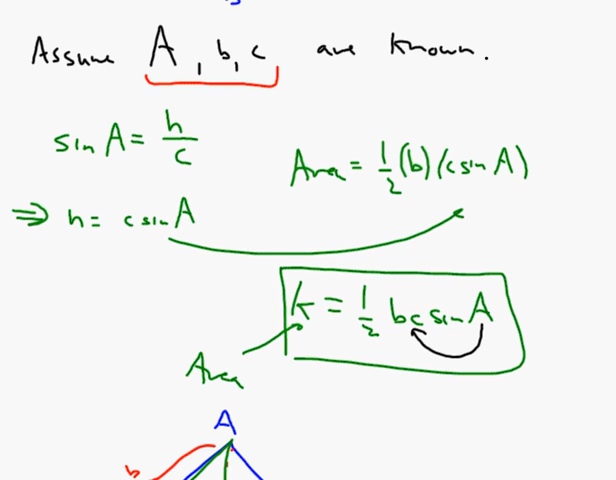 Assume A, b, c are known.
sin A = h/c
Area = 1/2 (b)(c sin A)
⇒ h = c sin A
k = 1/2 bc sin A
Area
A
b